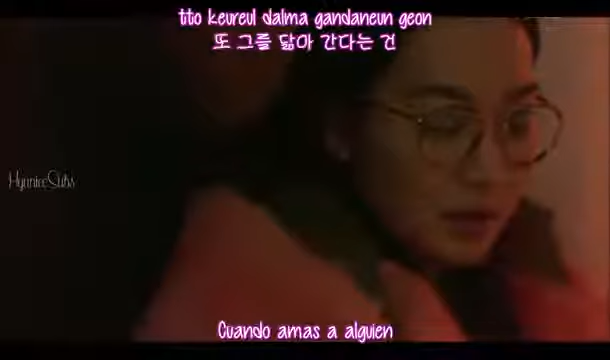 tto keureul dalma gandaneun geon
또 그를 닮아 간다는 건
HyunieeSubs
Cuando amas a alguien